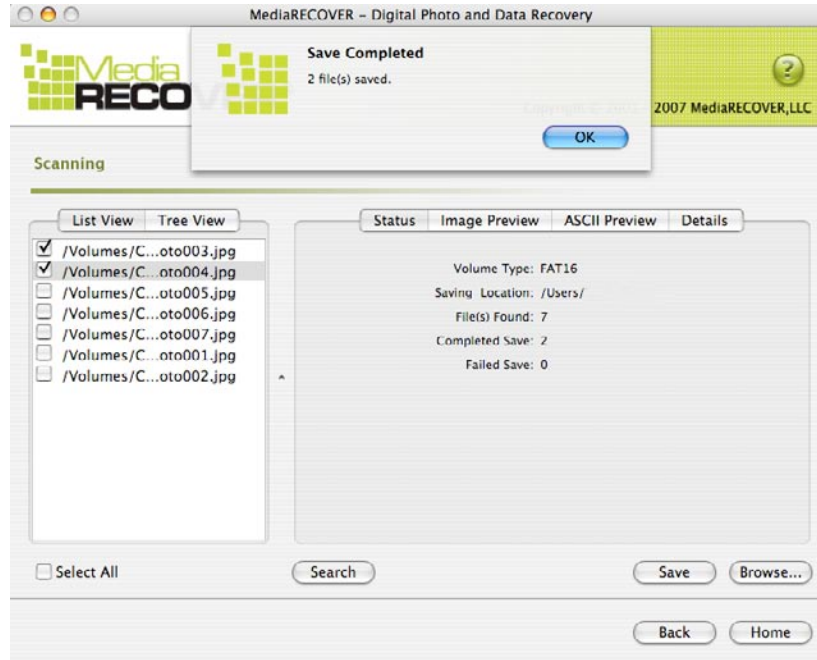 MediaRECOVER – Digital Photo and Data Recovery
Save Completed
2 file(s) saved.
OK
Media
RECO
?
2007 MediaRECOVER,LLC
Scanning
List View Tree View
/Volumes/C...oto003.jpg
/Volumes/C...oto004.jpg
/Volumes/C...oto005.jpg
/Volumes/C...oto006.jpg
/Volumes/C...oto007.jpg
/Volumes/C...oto001.jpg
/Volumes/C...oto002.jpg
Select All
Status Image Preview ASCII Preview Details
Volume Type: FAT16
Saving Location: /Users/
File(s) Found: 7
Completed Save: 2
Failed Save: 0
Search Save Browse...
Back Home